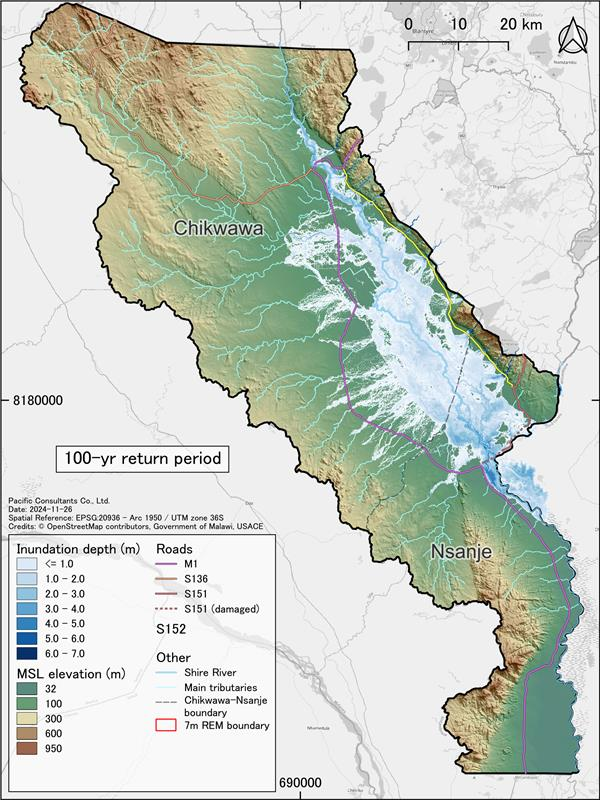 0 10 20 km
Blantyre
Chikwawa
8180000
100-yr return period
Pacific Consultants Co., Ltd.
Date: 2024-11-26
Spatial Reference: EPSG:20936 - Arc 1950 / UTM zone 36S
Credits: © OpenStreetMap contributors, Government of Malawi, USACE
Nsanje
Inundation depth (m)
<= 1.0
1.0 - 2.0
2.0 - 3.0
3.0 - 4.0
4.0 - 5.0
5.0 - 6.0
6.0 - 7.0
MSL elevation (m)
32
100
300
600
950
Roads
M1
S136
S151
S151 (damaged)
S152
Other
Shire River
Main tributaries
Chikwawa-Nsanje
boundary
7m REM boundary
690000